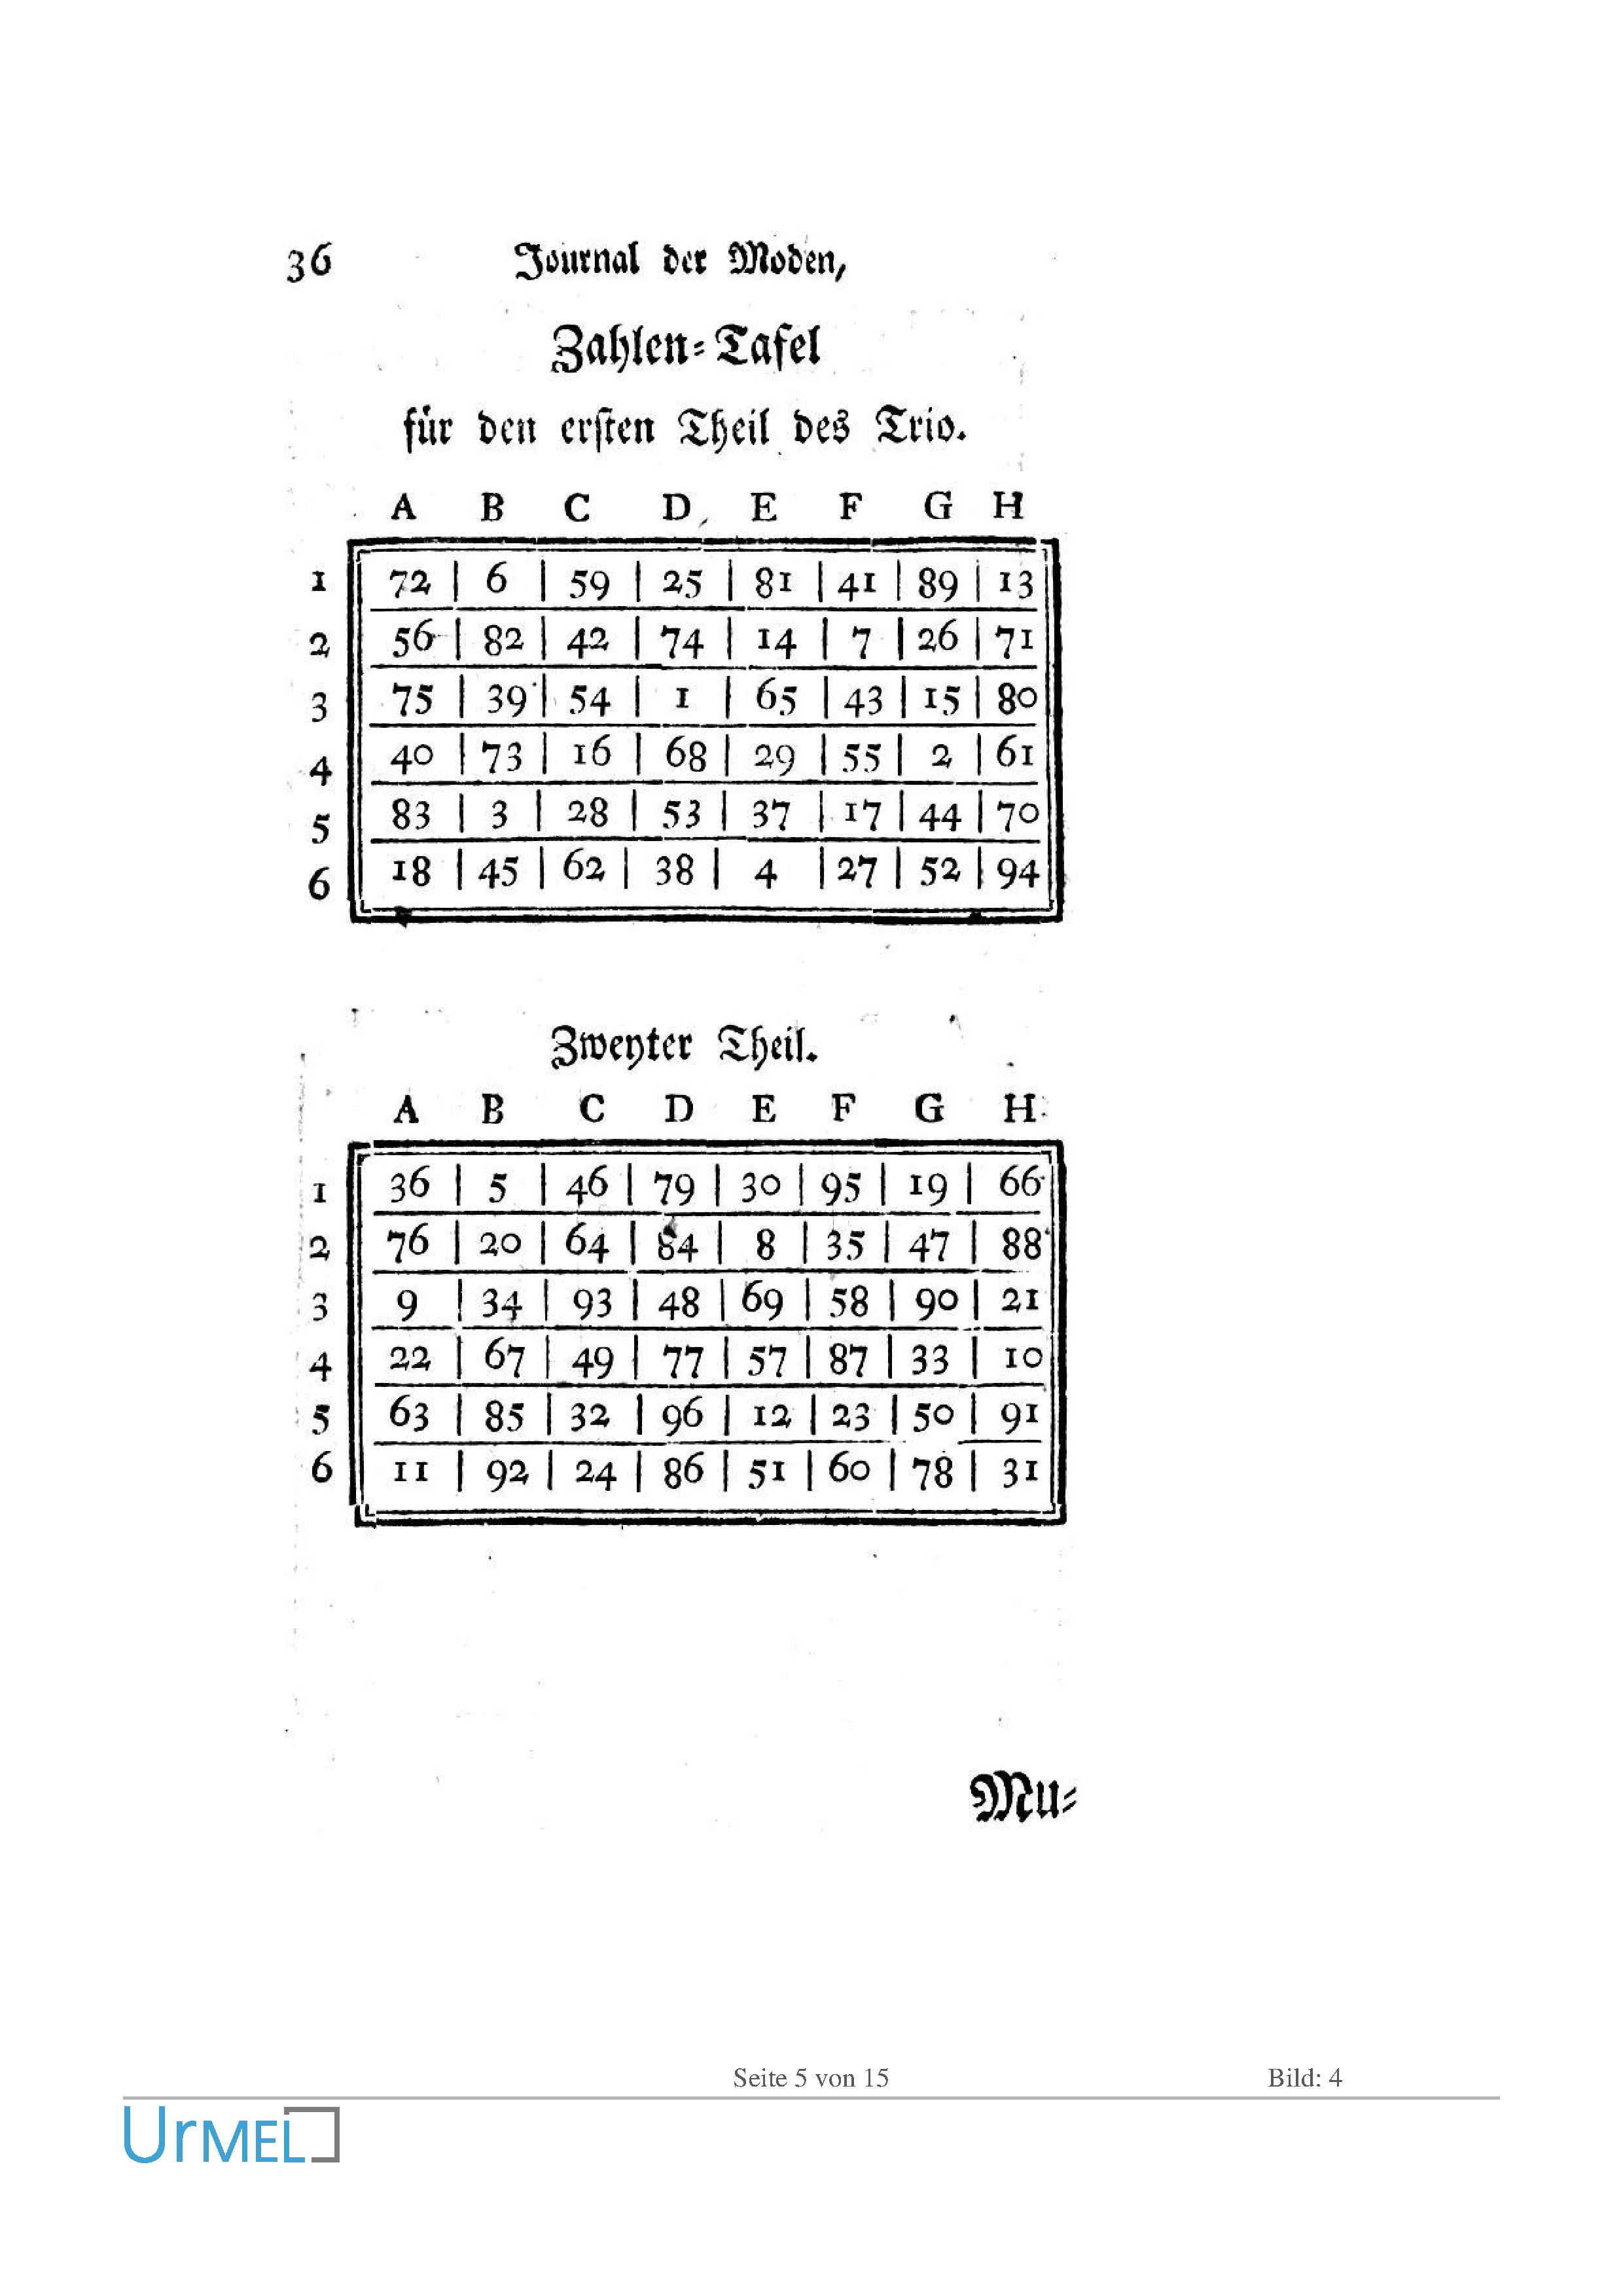 36 Journal der Moden,
Zahlen=Tafel
für den ersten Theil des Trio.
A B C D E F G H
1 72 | 6 | 59 | 25 | 81 | 41 | 89 | 13
2 56 | 82 | 42 | 74 | 14 | 7 | 26 | 71
3 75 | 39 | 54 | 1 | 65 | 43 | 15 | 80
4 40 | 73 | 16 | 68 | 29 | 55 | 2 | 61
5 83 | 3 | 28 | 53 | 37 | 17 | 44 | 70
6 18 | 45 | 62 | 38 | 4 | 27 | 52 | 94
Zweyter Theil.
A B C D E F G H
1 36 | 5 | 46 | 79 | 30 | 95 | 19 | 66
2 76 | 20 | 64 | 84 | 8 | 35 | 47 | 88
3 9 | 34 | 93 | 48 | 69 | 58 | 90 | 21
4 22 | 67 | 49 | 77 | 57 | 87 | 33 | 10
5 63 | 85 | 32 | 96 | 12 | 23 | 50 | 91
6 11 | 92 | 24 | 86 | 51 | 60 | 78 | 31
Mu=
Seite 5 von 15 Bild: 4
UrMEL